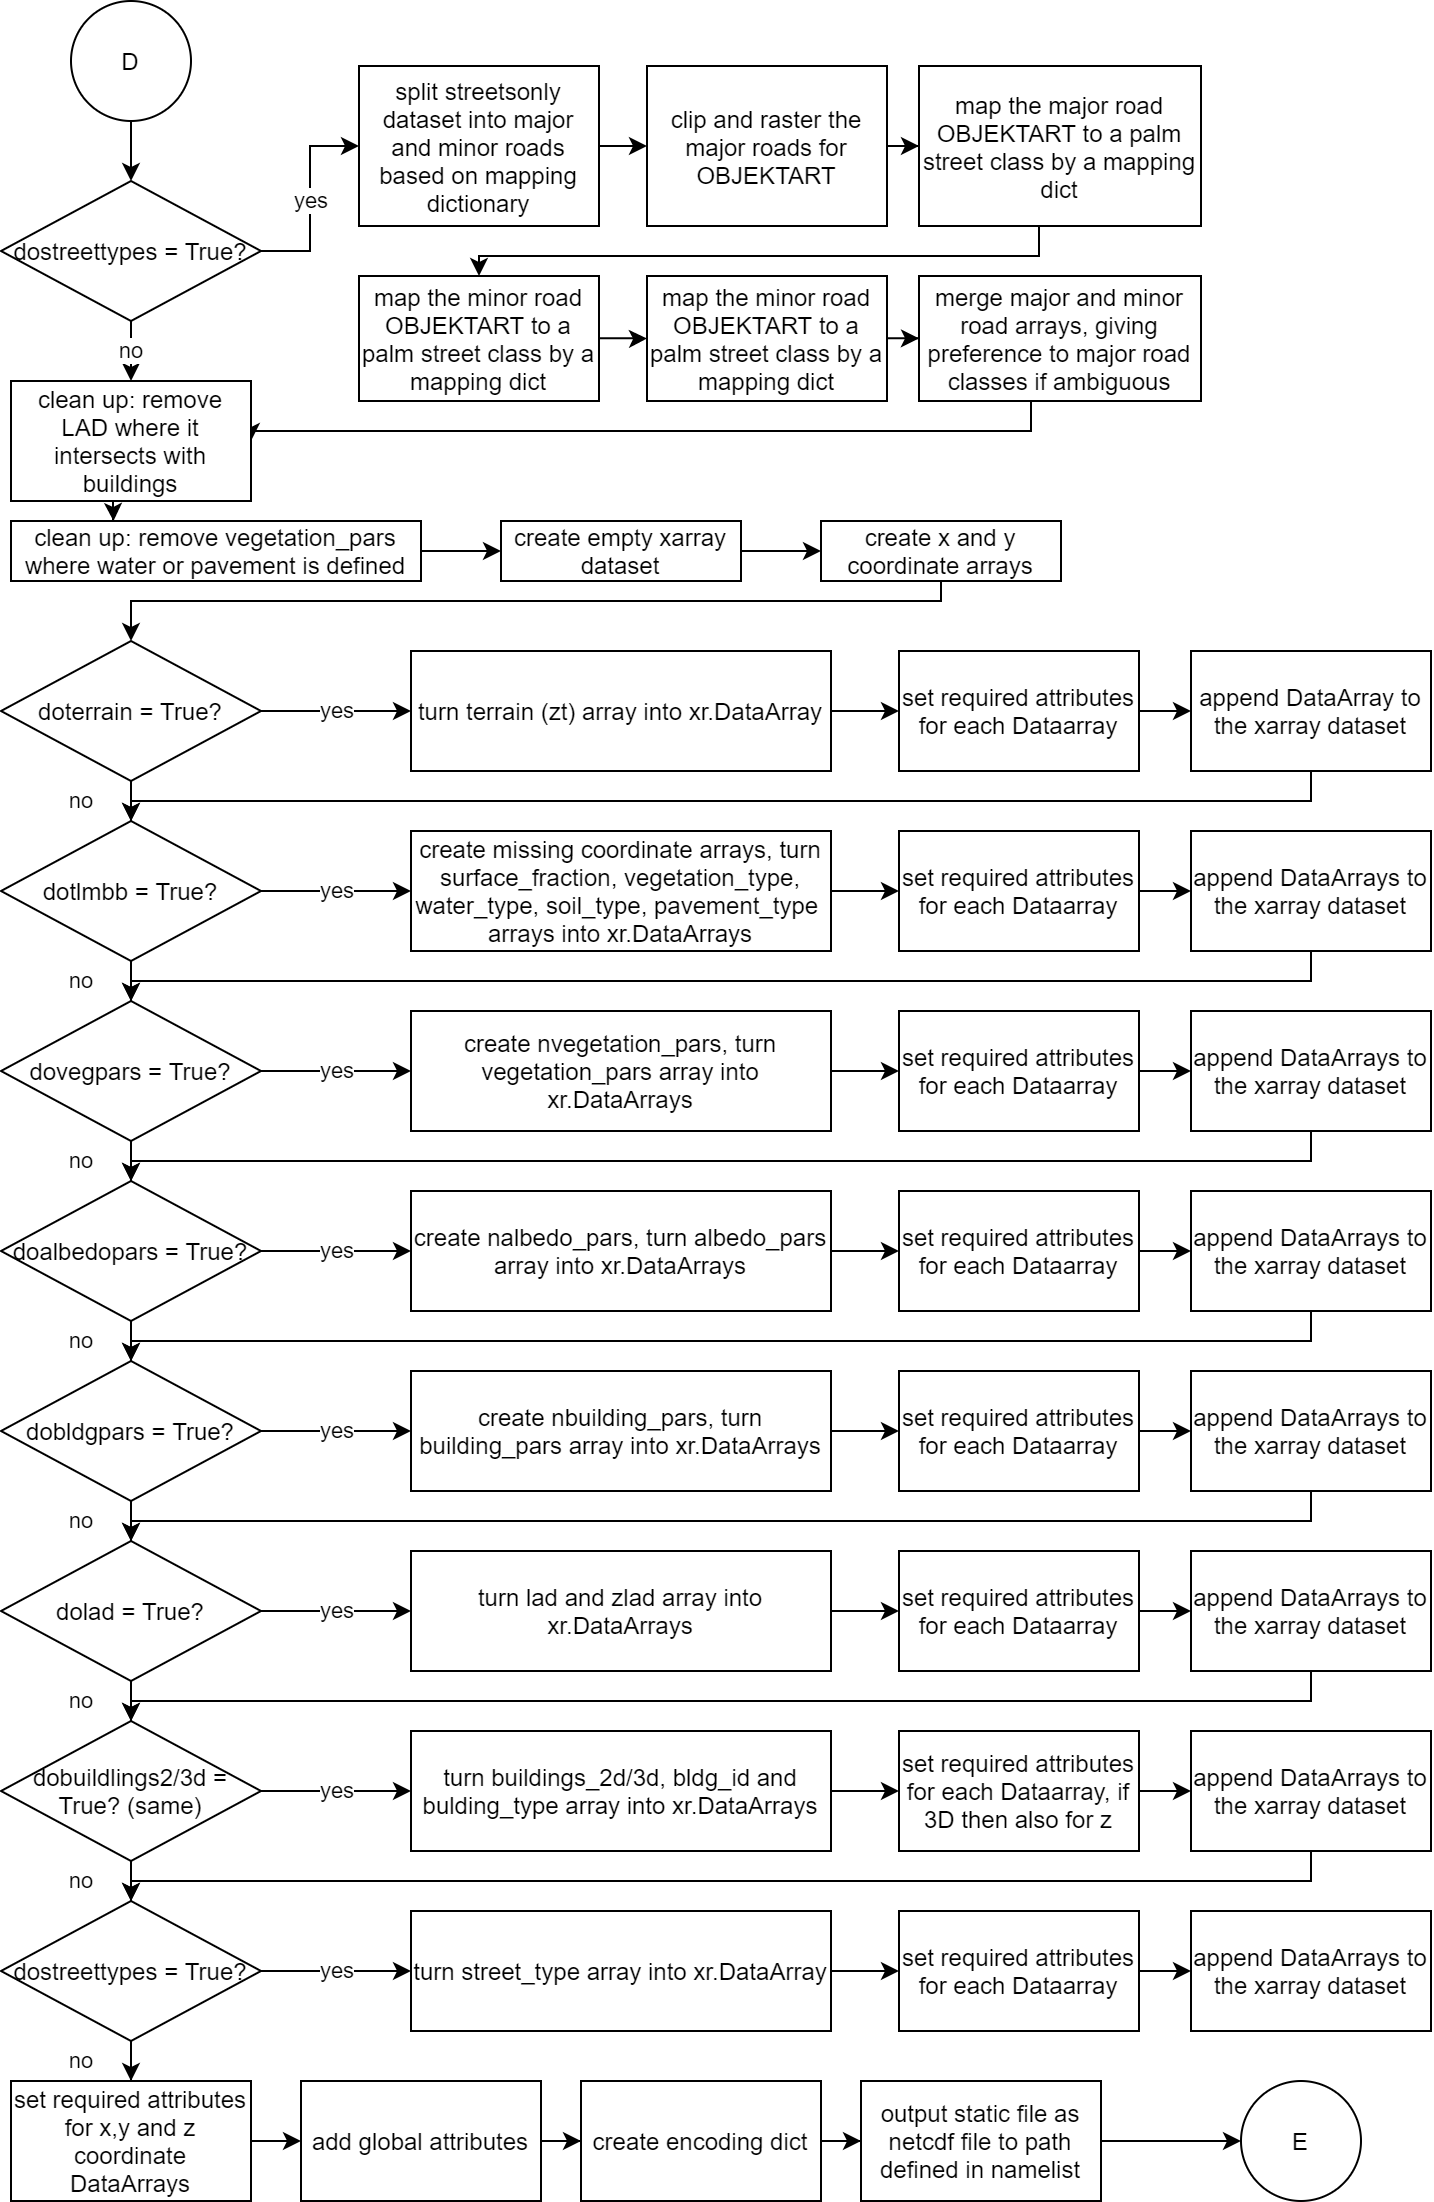 D
split streetsonly
dataset into major
and minor roads
based on mapping
dictionary
clip and raster the
major roads for
OBJEKTART
map the major road
OBJEKTART to a palm
street class by a mapping
dict
yes
dostreettypes = True?
no
map the minor road
OBJEKTART to a
palm street class by a
mapping dict
map the minor road
OBJEKTART to a
palm street class by a
mapping dict
merge major and minor
road arrays, giving
preference to major road
classes if ambiguous
clean up: remove
LAD where it
intersects with
buildings
clean up: remove vegetation_pars
where water or pavement is defined
create empty xarray
dataset
create x and y
coordinate arrays
doterrain = True?
yes
turn terrain (zt) array into xr.DataArray
set required attributes
for each Dataarray
append DataArray to
the xarray dataset
no
dotlmbb = True?
yes
create missing coordinate arrays, turn
surface_fraction, vegetation_type,
water_type, soil_type, pavement_type
arrays into xr.DataArrays
set required attributes
for each Dataarray
append DataArrays to
the xarray dataset
no
dovegpars = True?
yes
create nvegetation_pars, turn
vegetation_pars array into
xr.DataArrays
set required attributes
for each Dataarray
append DataArrays to
the xarray dataset
no
doalbedopars = True?
yes
create nalbedo_pars, turn albedo_pars
array into xr.DataArrays
set required attributes
for each Dataarray
append DataArrays to
the xarray dataset
no
dobldgpars = True?
yes
create nbuilding_pars, turn
building_pars array into xr.DataArrays
set required attributes
for each Dataarray
append DataArrays to
the xarray dataset
no
dolad = True?
yes
turn lad and zlad array into
xr.DataArrays
set required attributes
for each Dataarray
append DataArrays to
the xarray dataset
no
dobuildlings2/3d =
True? (same)
yes
turn buildings_2d/3d, bldg_id and
bulding_type array into xr.DataArrays
set required attributes
for each Dataarray, if
3D then also for z
append DataArrays to
the xarray dataset
no
dostreettypes = True?
yes
turn street_type array into xr.DataArray
set required attributes
for each Dataarray
append DataArrays to
the xarray dataset
no
set required attributes
for x,y and z
coordinate
DataArrays
add global attributes
create encoding dict
output static file as
netcdf file to path
defined in namelist
E